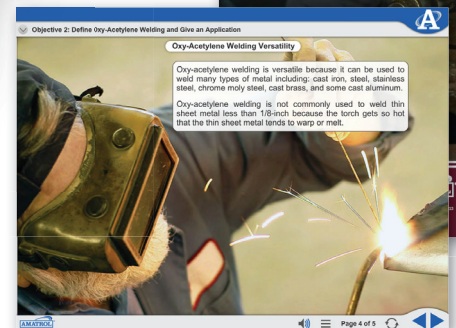 Objective 2: Define Oxy-Acetylene Welding and Give an Application
A
Oxy-Acetylene Welding Versatility
Oxy-acetylene welding is versatile because it can be used to
weld many types of metal including: cast iron, steel, stainless
steel, chrome moly steel, cast brass, and some cast aluminum.
Oxy-acetylene welding is not commonly used to weld thin
sheet metal less than 1/8-inch because the torch gets so hot
that the thin sheet metal tends to warp or melt.
AMATROL
Page 4 of 5